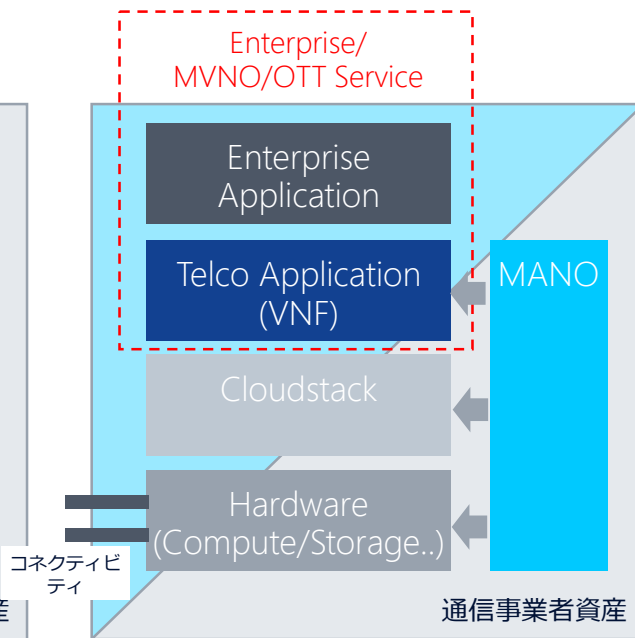 Enterprise/
MVNO/OTT Service
Enterprise
Application
Telco Application
(VNF)
MANO
Cloudstack
Hardware
(Compute/Storage..)
コネクティビ
ティ
産
通信事業者資産